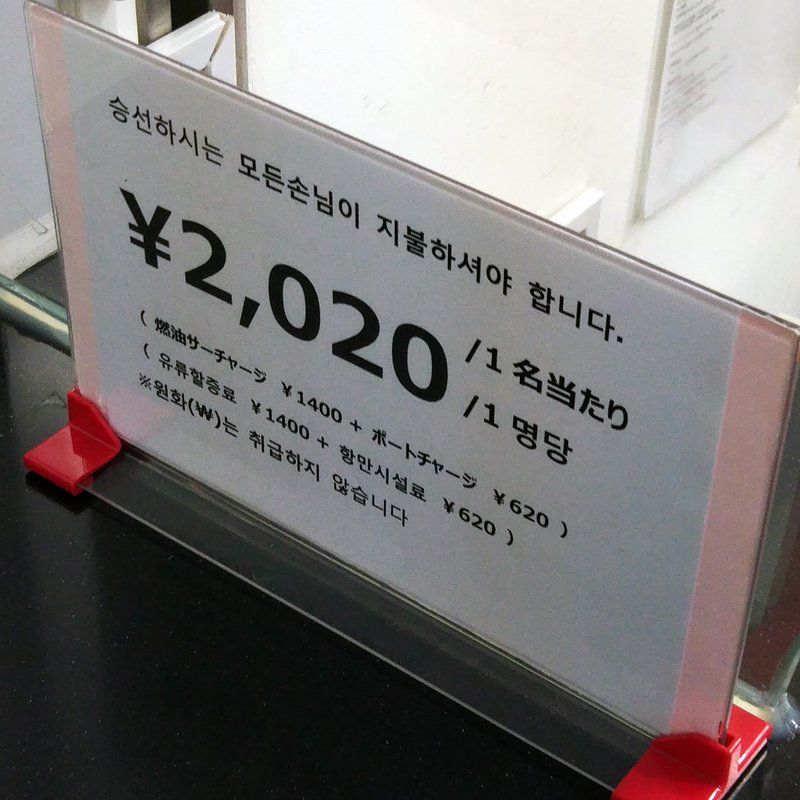 승선하시는 모든손님이 지불하셔야 합니다.
¥2,020 /1名当たり
/1명당
( 燃油サーチャージ ¥1400 + ポートチャージ ¥620 )
( 유류할증료 ¥1400 + 항만시설료 ¥620 )
※원화(₩)는 취급하지 않습니다